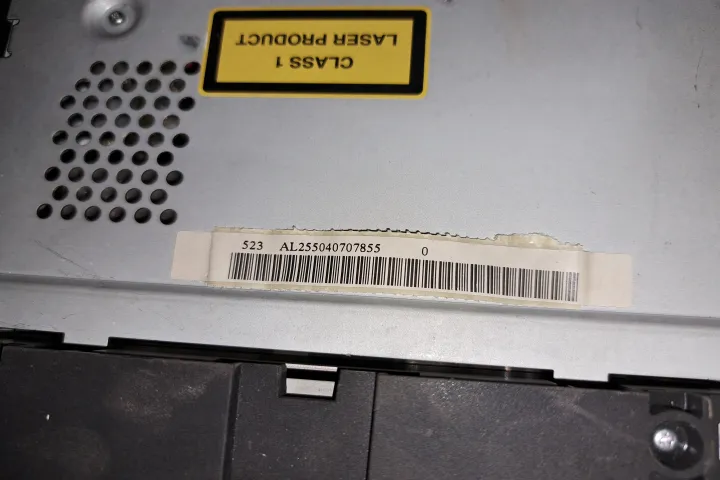 CLASS 1
LASER PRODUCT
523 AL255040707855 0